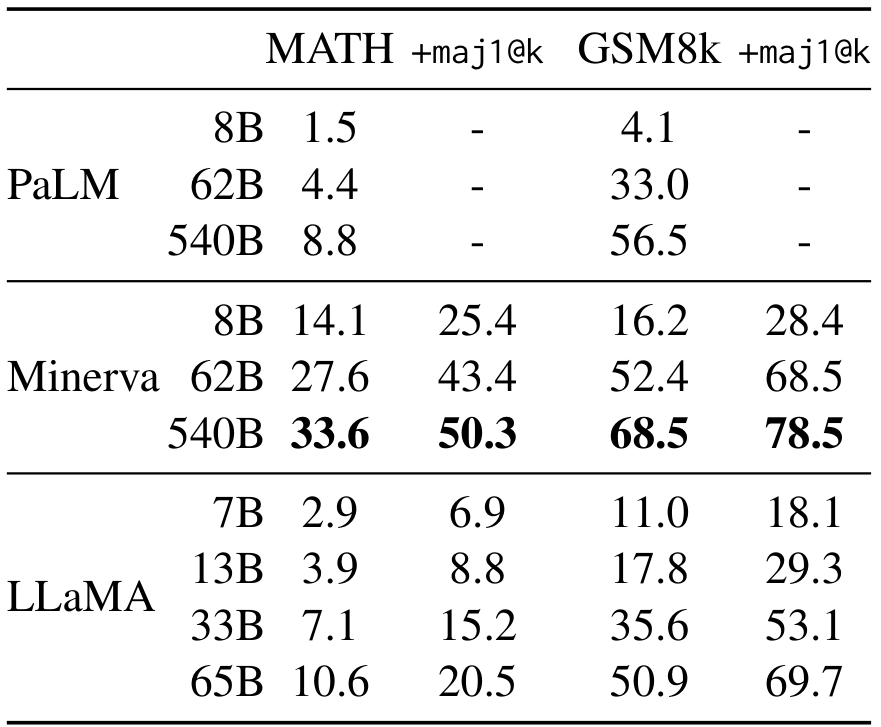 MATH +maj1@k GSM8k +maj1@k
8B 1.5 - 4.1 -
PaLM 62B 4.4 - 33.0 -
540B 8.8 - 56.5 -
8B 14.1 25.4 16.2 28.4
Minerva 62B 27.6 43.4 52.4 68.5
540B 33.6 50.3 68.5 78.5
7B 2.9 6.9 11.0 18.1
13B 3.9 8.8 17.8 29.3
LLaMA
33B 7.1 15.2 35.6 53.1
65B 10.6 20.5 50.9 69.7